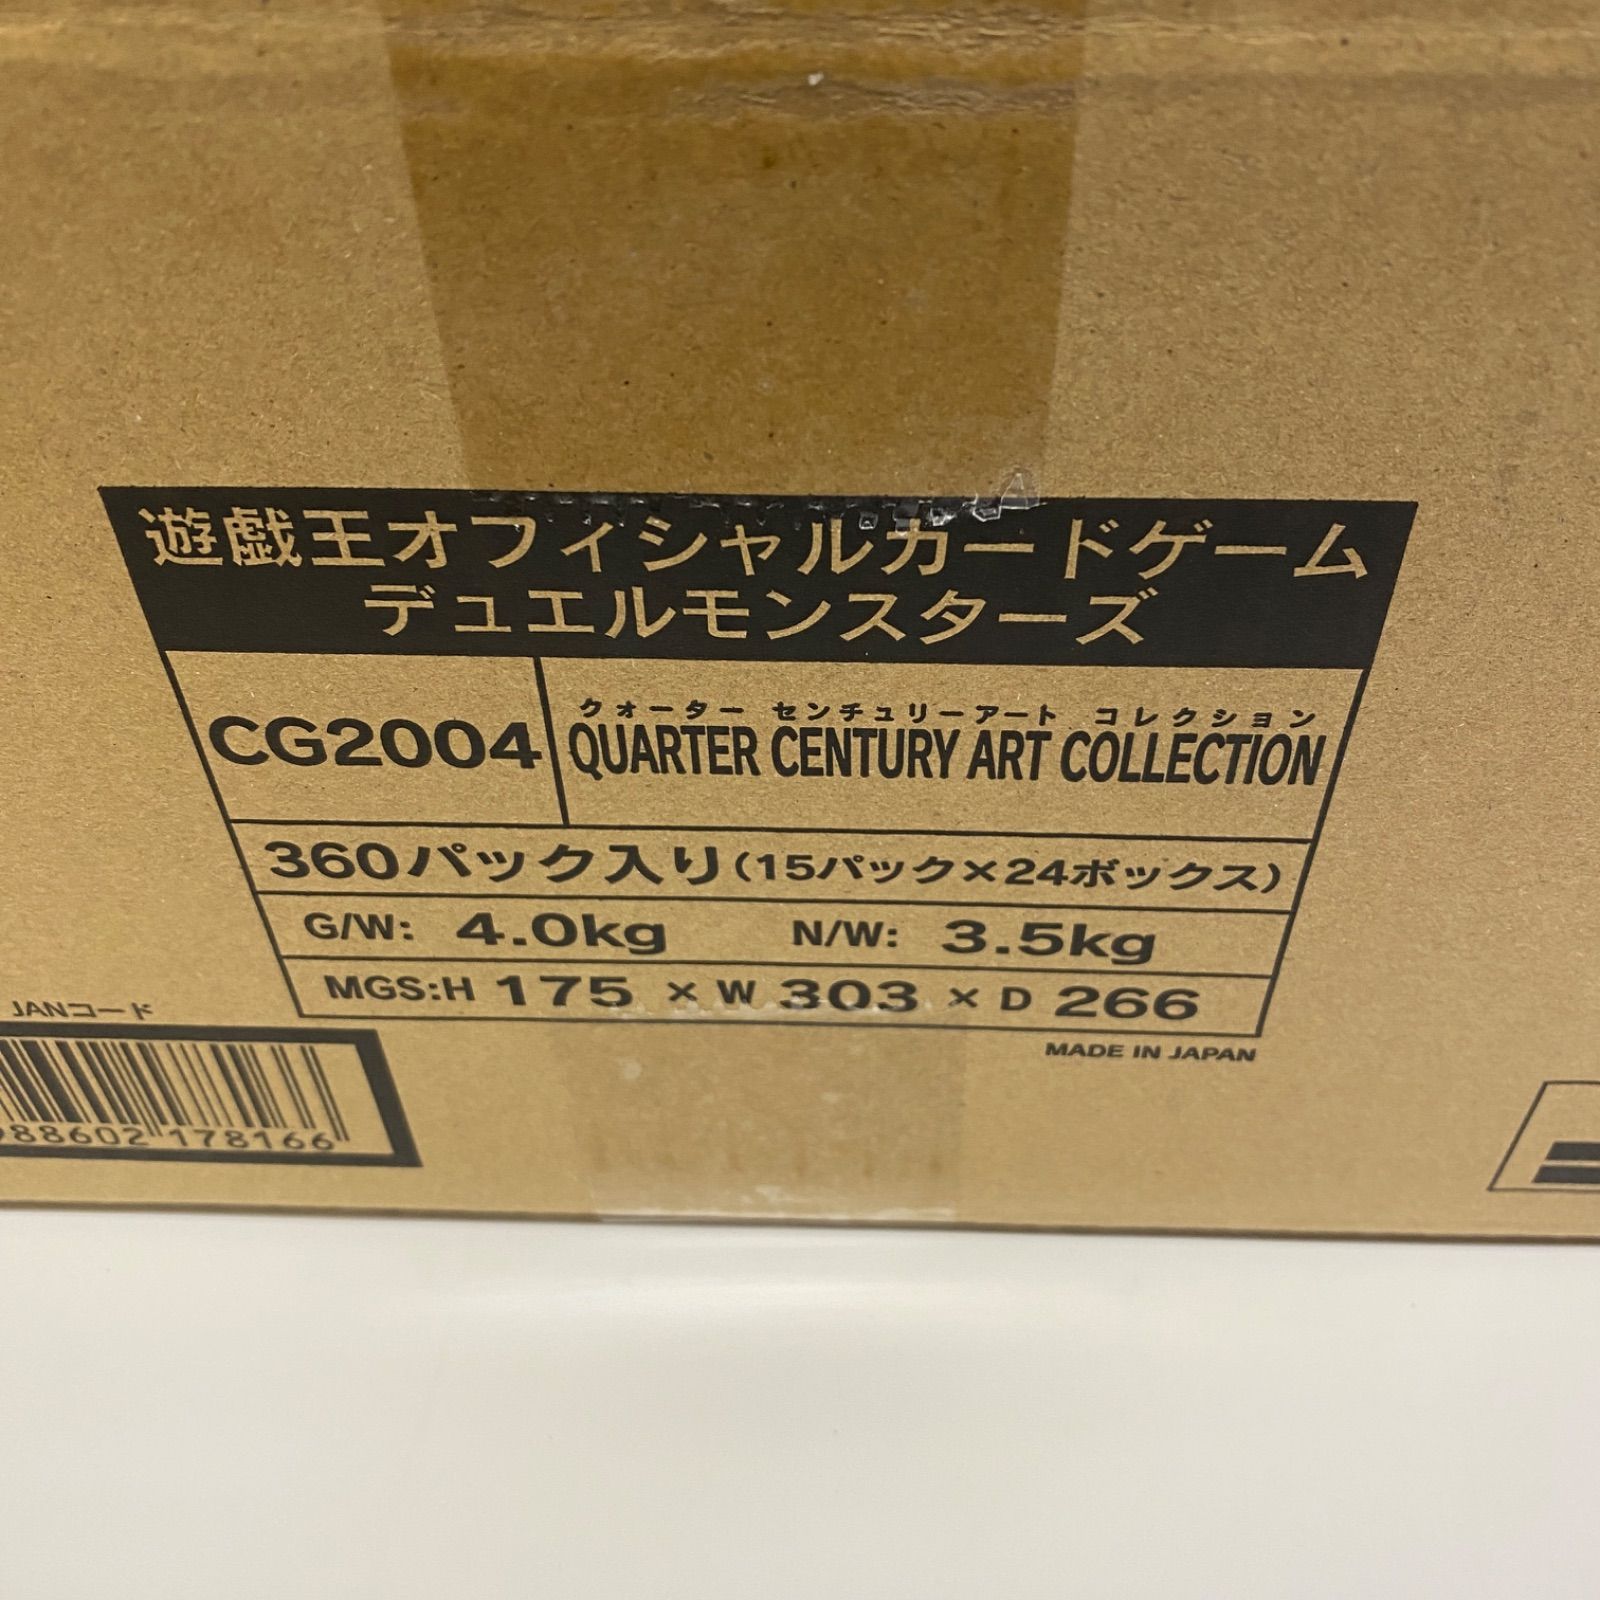 遊戯王オフィシャルカードゲーム
デュエルモンスターズ
CG2004
クォーター センチュリーアート コレクション
QUARTER CENTURY ART COLLECTION
360パック入り(15パック×24ボックス)
G/W: 4.0kg N/W: 3.5kg
MGS:H 175 × W 303 × D 266
MADE IN JAPAN
JANコード
988602 178166